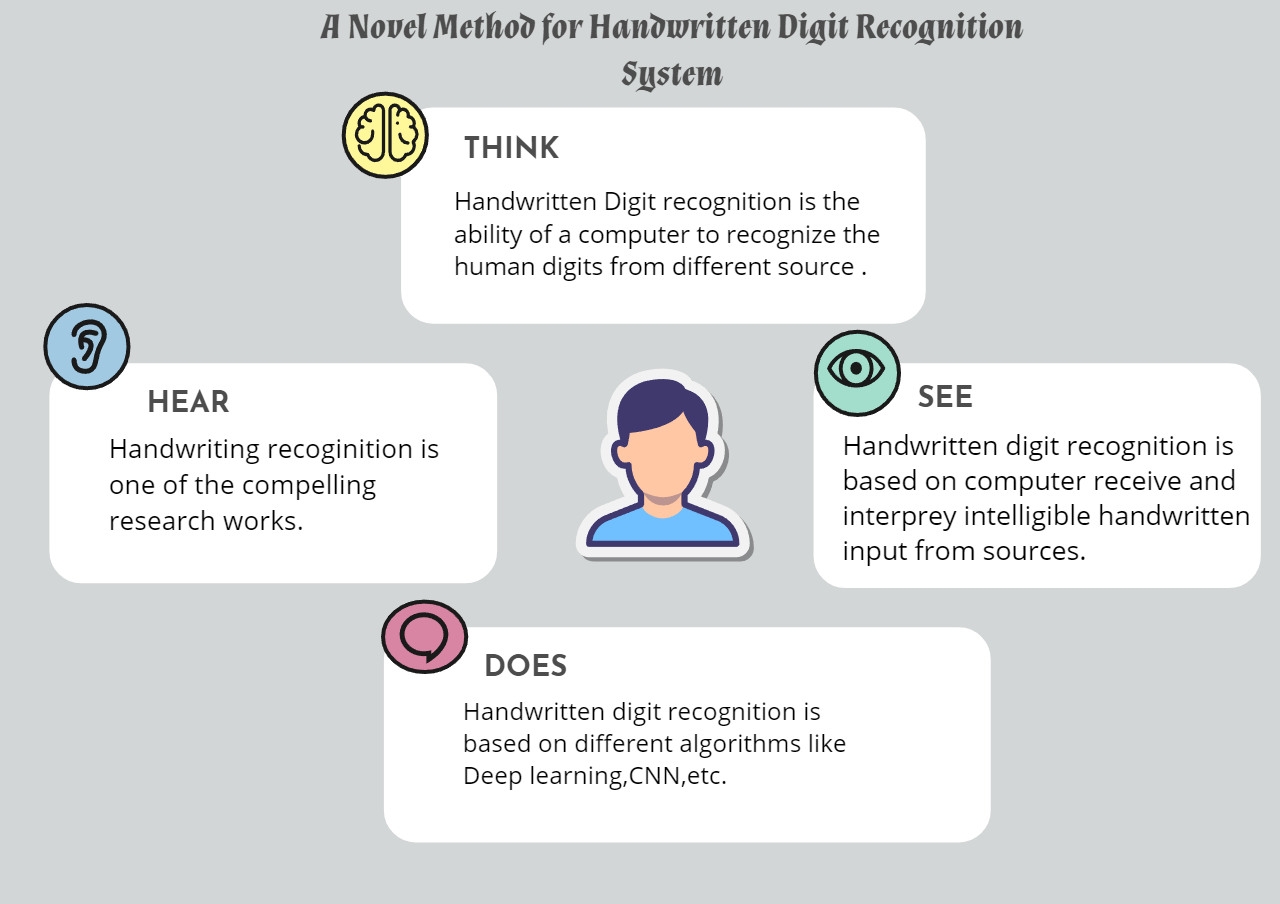 A Novel Method for Handwritten Digit Recognition
System
THINK
Handwritten Digit recognition is the
ability of a computer to recognize the
human digits from different source .
HEAR
Handwriting recoginition is
one of the compelling
research works.
SEE
Handwritten digit recognition is
based on computer receive and
interprey intelligible handwritten
input from sources.
DOES
Handwritten digit recognition is
based on different algorithms like
Deep learning,CNN,etc.